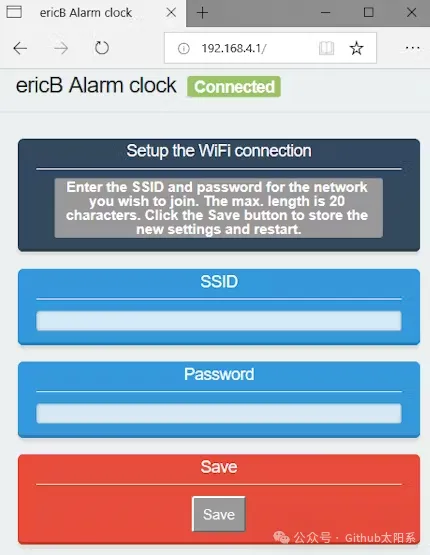 ericB Alarm clock
192.168.4.1/
ericB Alarm clock Connected
Setup the WiFi connection
Enter the SSID and password for the network
you wish to join. The max. length is 20
characters. Click the Save button to store the
new settings and restart.
SSID
Password
Save
Save
公众号 · Github太阳系